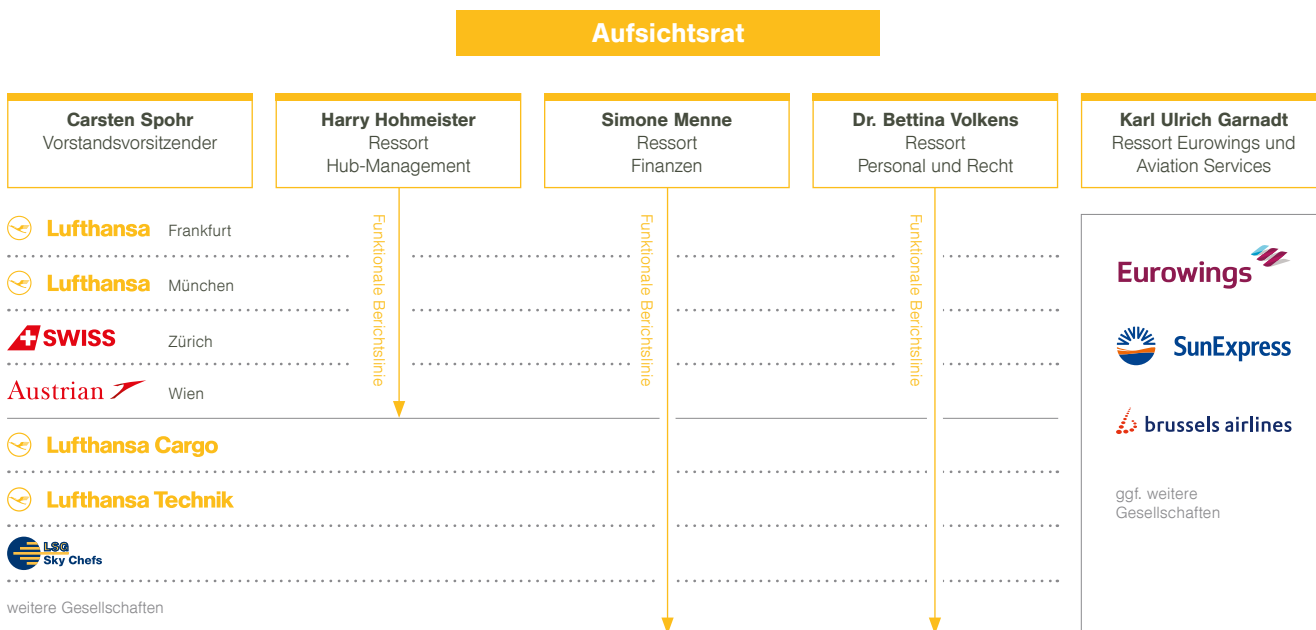 Aufsichtsrat
Carsten Spohr
Vorstandsvorsitzender
Harry Hohmeister
Ressort
Hub-Management
Simone Menne
Ressort
Finanzen
Dr. Bettina Volkens
Ressort
Personal und Recht
Karl Ulrich Garnadt
Ressort Eurowings und
Aviation Services
Funktionale Berichtslinie
Funktionale Berichtslinie
Funktionale Berichtslinie
Lufthansa Frankfurt
Lufthansa München
SWISS Zürich
Austrian Wien
Lufthansa Cargo
Lufthansa Technik
LSG
Sky Chefs
weitere Gesellschaften
Eurowings
SunExpress
brussels airlines
ggf. weitere
Gesellschaften